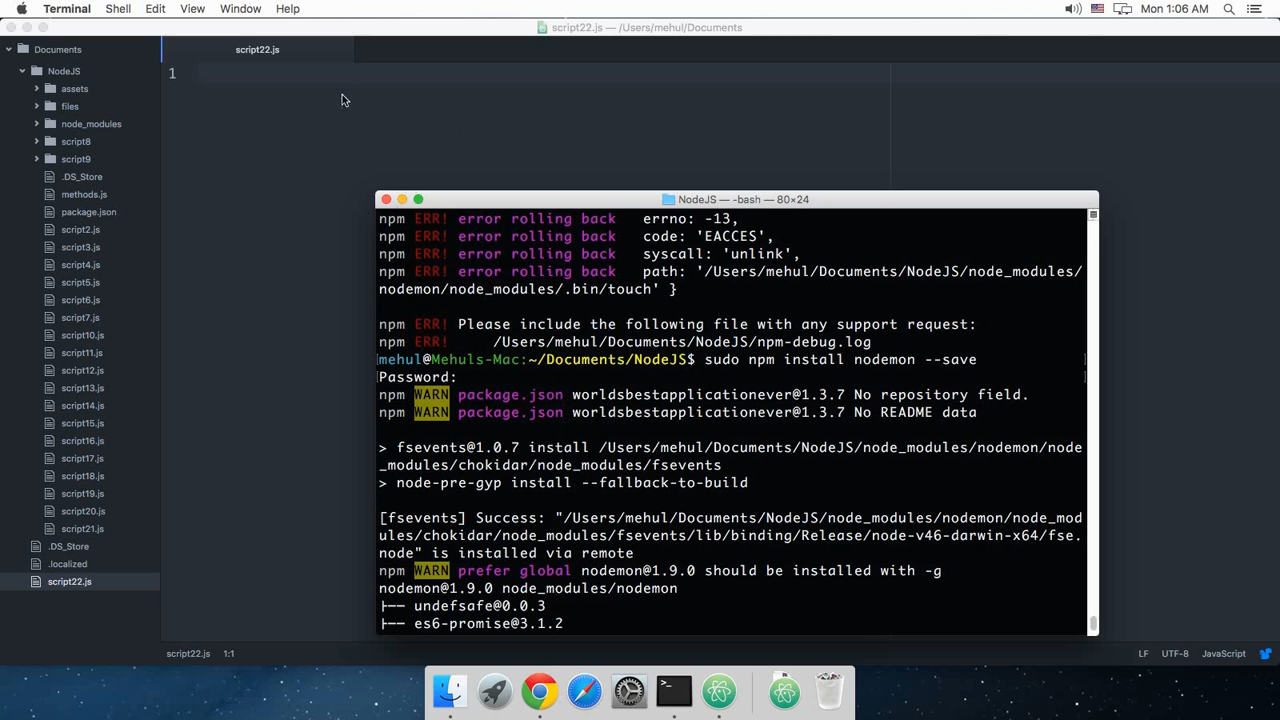 Terminal Shell Edit View Window Help Mon 1:06 AM
script22.js — /Users/mehul/Documents
Documents
NodeJS
assets
files
node_modules
script8
script9
.DS_Store
methods.js
package.json
script2.js
script3.js
script4.js
script5.js
script6.js
script7.js
script10.js
script11.js
script12.js
script13.js
script14.js
script15.js
script16.js
script17.js
script18.js
script19.js
script20.js
script21.js
.DS_Store
.localized
script22.js
script22.js
1
NodeJS — -bash — 80×24
npm ERR! error rolling back   errno: -13,
npm ERR! error rolling back   code: 'EACCES',
npm ERR! error rolling back   syscall: 'unlink',
npm ERR! error rolling back   path: '/Users/mehul/Documents/NodeJS/node_modules/
nodemon/node_modules/.bin/touch' }
npm ERR! Please include the following file with any support request:
npm ERR!     /Users/mehul/Documents/NodeJS/npm-debug.log
mehul@Mehuls-Mac:~/Documents/NodeJS$ sudo npm install nodemon --save
Password:
npm WARN package.json worldsbestapplicationever@1.3.7 No repository field.
npm WARN package.json worldsbestapplicationever@1.3.7 No README data
> fsevents@1.0.7 install /Users/mehul/Documents/NodeJS/node_modules/nodemon/node
_modules/chokidar/node_modules/fsevents
> node-pre-gyp install --fallback-to-build
[fsevents] Success: "/Users/mehul/Documents/NodeJS/node_modules/nodemon/node_mod
ules/chokidar/node_modules/fsevents/lib/binding/Release/node-v46-darwin-x64/fse.
node" is installed via remote
npm WARN prefer global nodemon@1.9.0 should be installed with -g
nodemon@1.9.0 node_modules/nodemon
├── undefsafe@0.0.3
├── es6-promise@3.1.2
script22.js 1:1 LF UTF-8 JavaScript